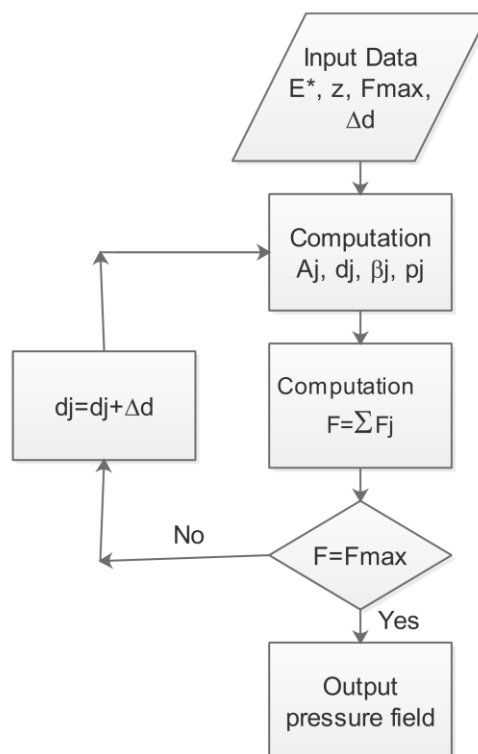 Input Data
E*, z, Fmax,
Δd
Computation
Aj, dj, βj, pj
dj=dj+Δd
Computation
F=ΣFj
No
F=Fmax
Yes
Output
pressure field